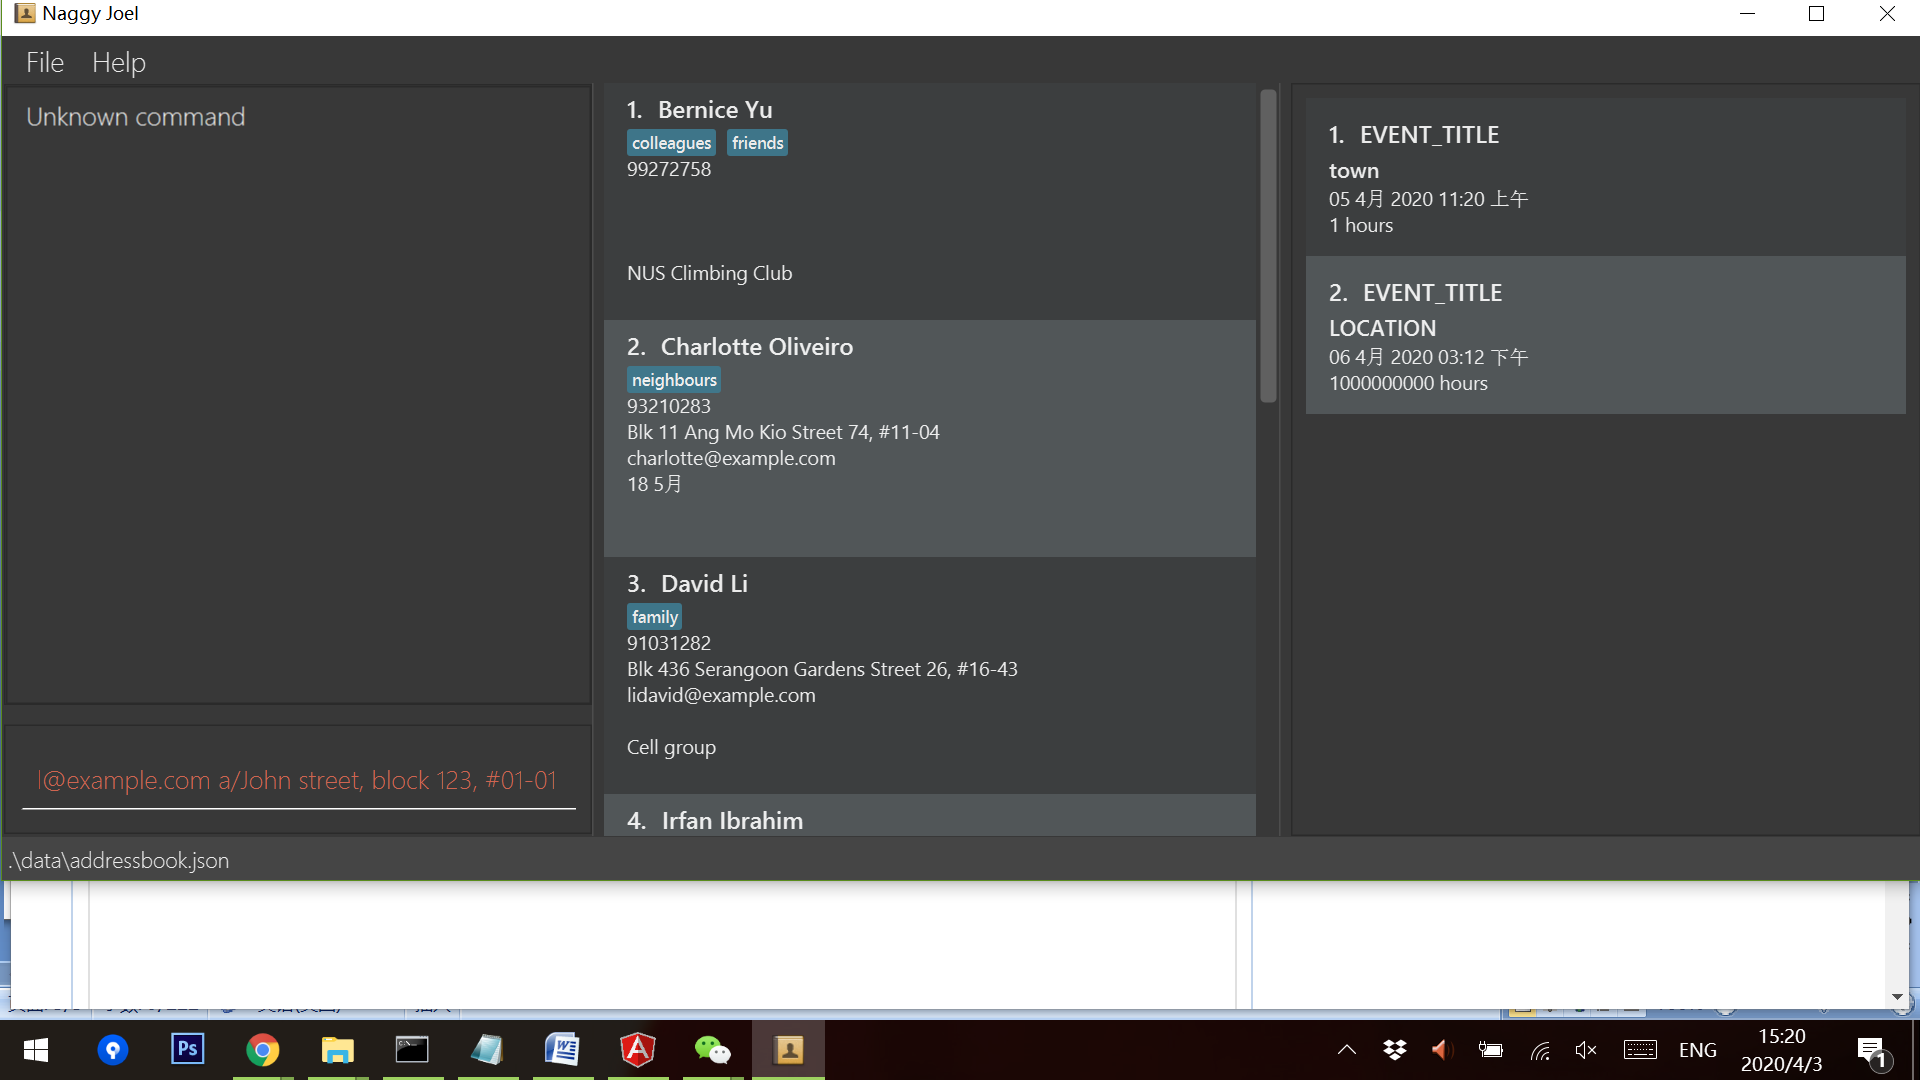 Naggy Joel
File Help
Unknown command
l@example.com a/John street, block 123, #01-01
1. Bernice Yu
colleagues friends
99272758
NUS Climbing Club
2. Charlotte Oliveiro
neighbours
93210283
Blk 11 Ang Mo Kio Street 74, #11-04
charlotte@example.com
18 5月
3. David Li
family
91031282
Blk 436 Serangoon Gardens Street 26, #16-43
lidavid@example.com
Cell group
4. Irfan Ibrahim
1. EVENT_TITLE
town
05 4月 2020 11:20 上午
1 hours
2. EVENT_TITLE
LOCATION
06 4月 2020 03:12 下午
1000000000 hours
.\data\addressbook.json
Ps
ENG
15:20
2020/4/3
1